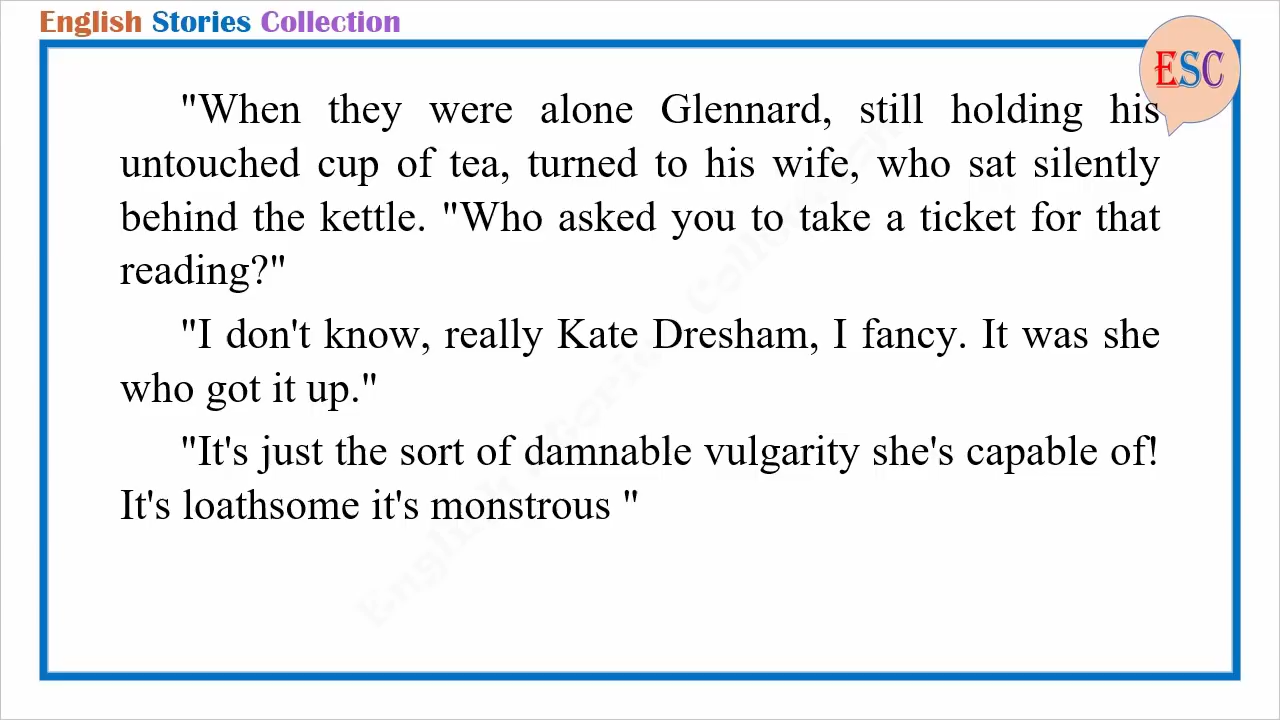 English Stories Collection
ESC
"When they were alone Glennard, still holding his
untouched cup of tea, turned to his wife, who sat silently
behind the kettle. "Who asked you to take a ticket for that
reading?"
"I don't know, really Kate Dresham, I fancy. It was she
who got it up."
"It's just the sort of damnable vulgarity she's capable of!
It's loathsome it's monstrous "
English Stories Collection